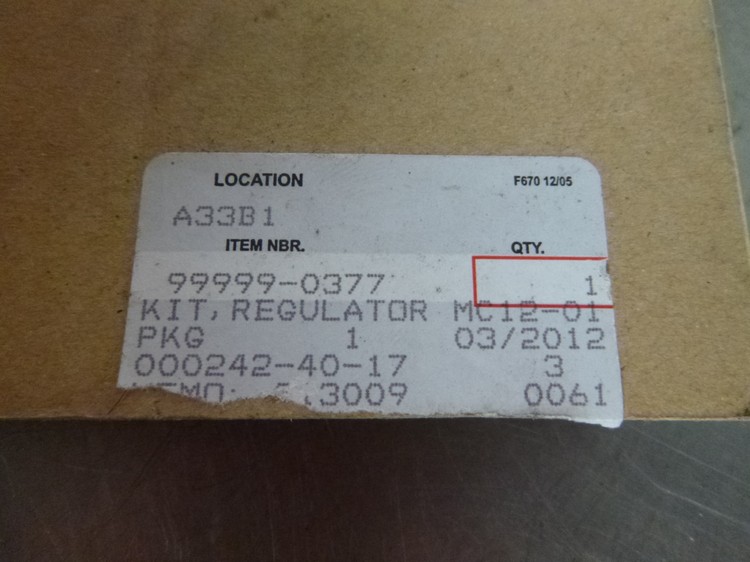 LOCATION F670 12/05
A33B1
ITEM NBR. QTY.
99999-0377 1
KIT, REGULATOR MC12-01
PKG 1 03/2012
000242-40-17 3
0061